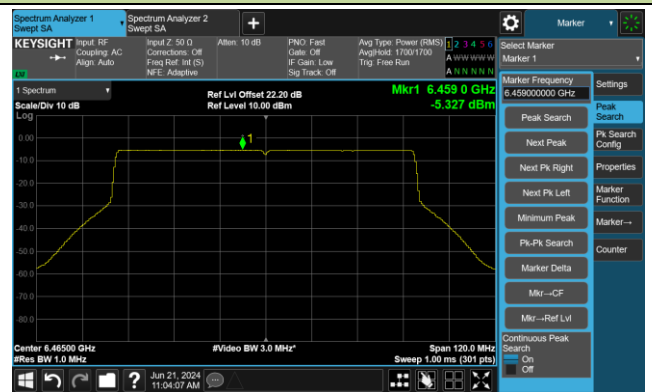 Spectrum Analyzer 1
Swept SA
Spectrum Analyzer 2
Swept SA
Marker
KEYSIGHT
Input: RF
Coupling: AC
Align: Auto
Input Z: 50 Ω
Corrections: Off
Freq Ref: Int (S)
NFE: Adaptive
Atten: 10 dB
PNO: Fast
Gate: Off
IF Gain: Low
Sig Track: Off
Avg Type: Power (RMS)
Avg|Hold: 1700/1700
Trig: Free Run
1 2 3 4 5 6
A W W W W W
A N N N N N
LXI
Select Marker
Marker 1
1 Spectrum
Scale/Div 10 dB
Log
Ref Lvl Offset 22.20 dB
Ref Level 10.00 dBm
Mkr1 6.459 0 GHz
-5.327 dBm
1
0.00
-10.0
-20.0
-30.0
-40.0
-50.0
-60.0
-70.0
-80.0
Center 6.46500 GHz
#Res BW 1.0 MHz
#Video BW 3.0 MHz*
Span 120.0 MHz
Sweep 1.00 ms (301 pts)
Marker Frequency
6.459000000 GHz
Peak Search
Next Peak
Next Pk Right
Next Pk Left
Minimum Peak
Pk-Pk Search
Marker Delta
Mkr→CF
Mkr→Ref Lvl
Continuous Peak
Search
On
Off
Settings
Peak
Search
Pk Search
Config
Properties
Marker
Function
Marker→
Counter
?
Jun 21, 2024
11:04:07 AM